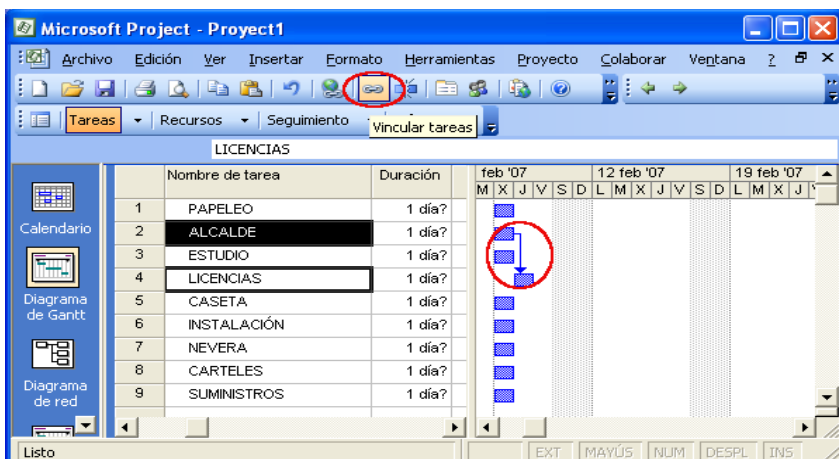 Microsoft Project - Proyect1
Archivo Edición Ver Insertar Formato Herramientas Proyecto Colaborar Ventana ?
Tareas Recursos Seguimiento
Vincular tareas
LICENCIAS
Nombre de tarea Duración feb '07 12 feb '07 19 feb '07
M X J V S D L M X J V S D L M X J
1 PAPELEO 1 día?
Calendario
2 ALCALDE 1 día?
3 ESTUDIO 1 día?
4 LICENCIAS 1 día?
Diagrama de Gantt
5 CASETA 1 día?
6 INSTALACIÓN 1 día?
7 NEVERA 1 día?
8 CARTELES 1 día?
Diagrama de red
9 SUMINISTROS 1 día?
Listo EXT MAYÚS NUM DESPL INS